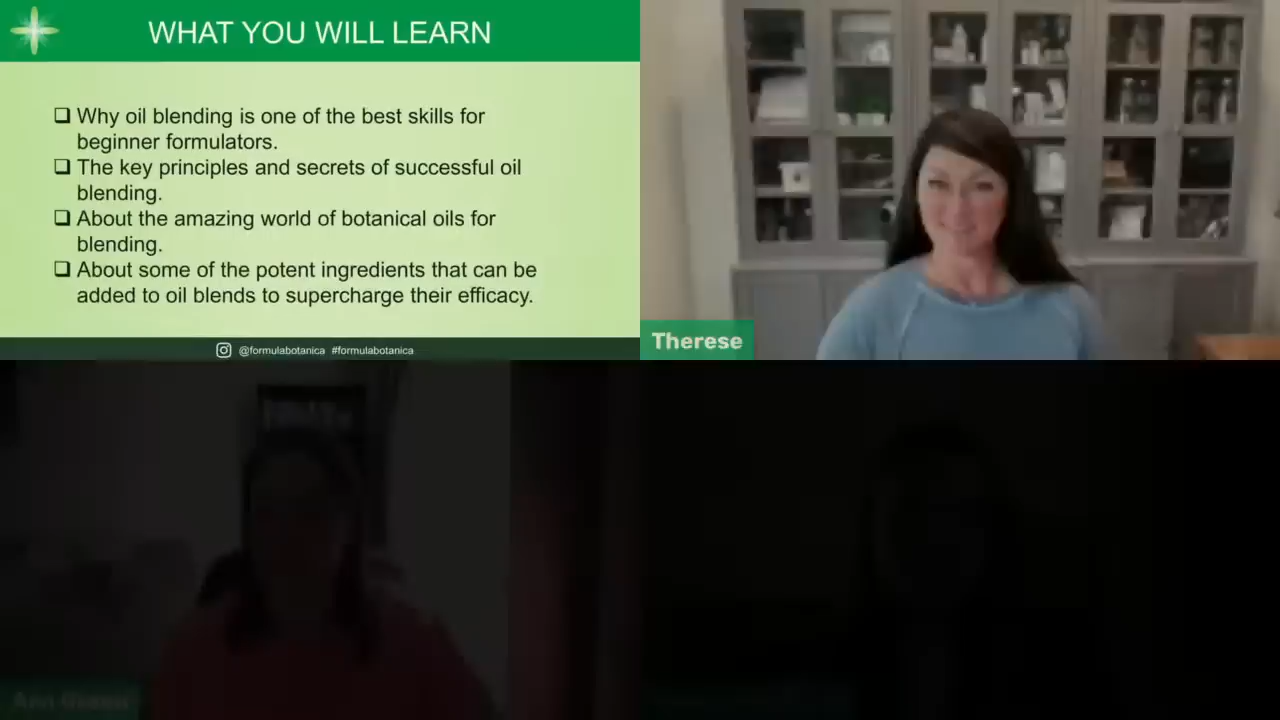 WHAT YOU WILL LEARN
❑ Why oil blending is one of the best skills for
beginner formulators.
❑ The key principles and secrets of successful oil
blending.
❑ About the amazing world of botanical oils for
blending.
❑ About some of the potent ingredients that can be
added to oil blends to supercharge their efficacy.
@formulabotanica #formulabotanica
Therese